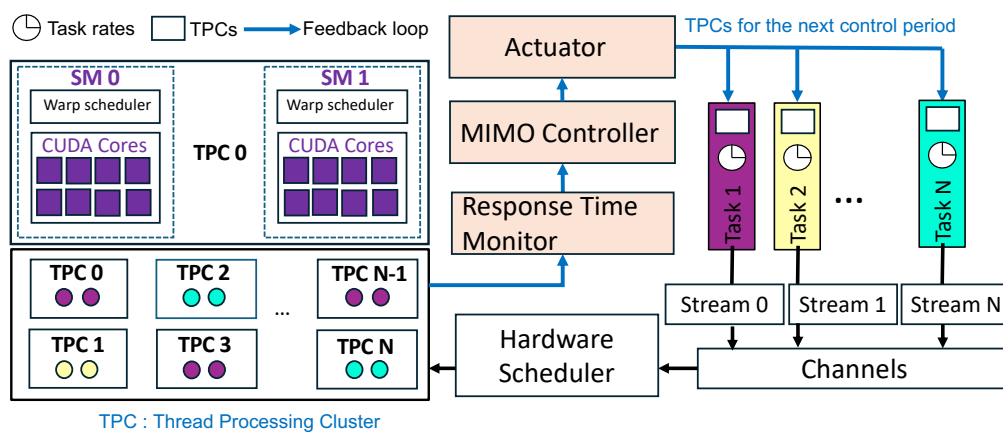 Task rates
TPCs
Feedback loop
SM 0
Warp scheduler
CUDA Cores
TPC 0
SM 1
Warp scheduler
CUDA Cores
Actuator
MIMO Controller
Response Time
Monitor
TPCs for the next control period
Task 1
Task 2
...
Task N
Stream 0
Stream 1
Stream N
Channels
Hardware
Scheduler
TPC 0
TPC 2
...
TPC N-1
TPC 1
TPC 3
TPC N
TPC : Thread Processing Cluster